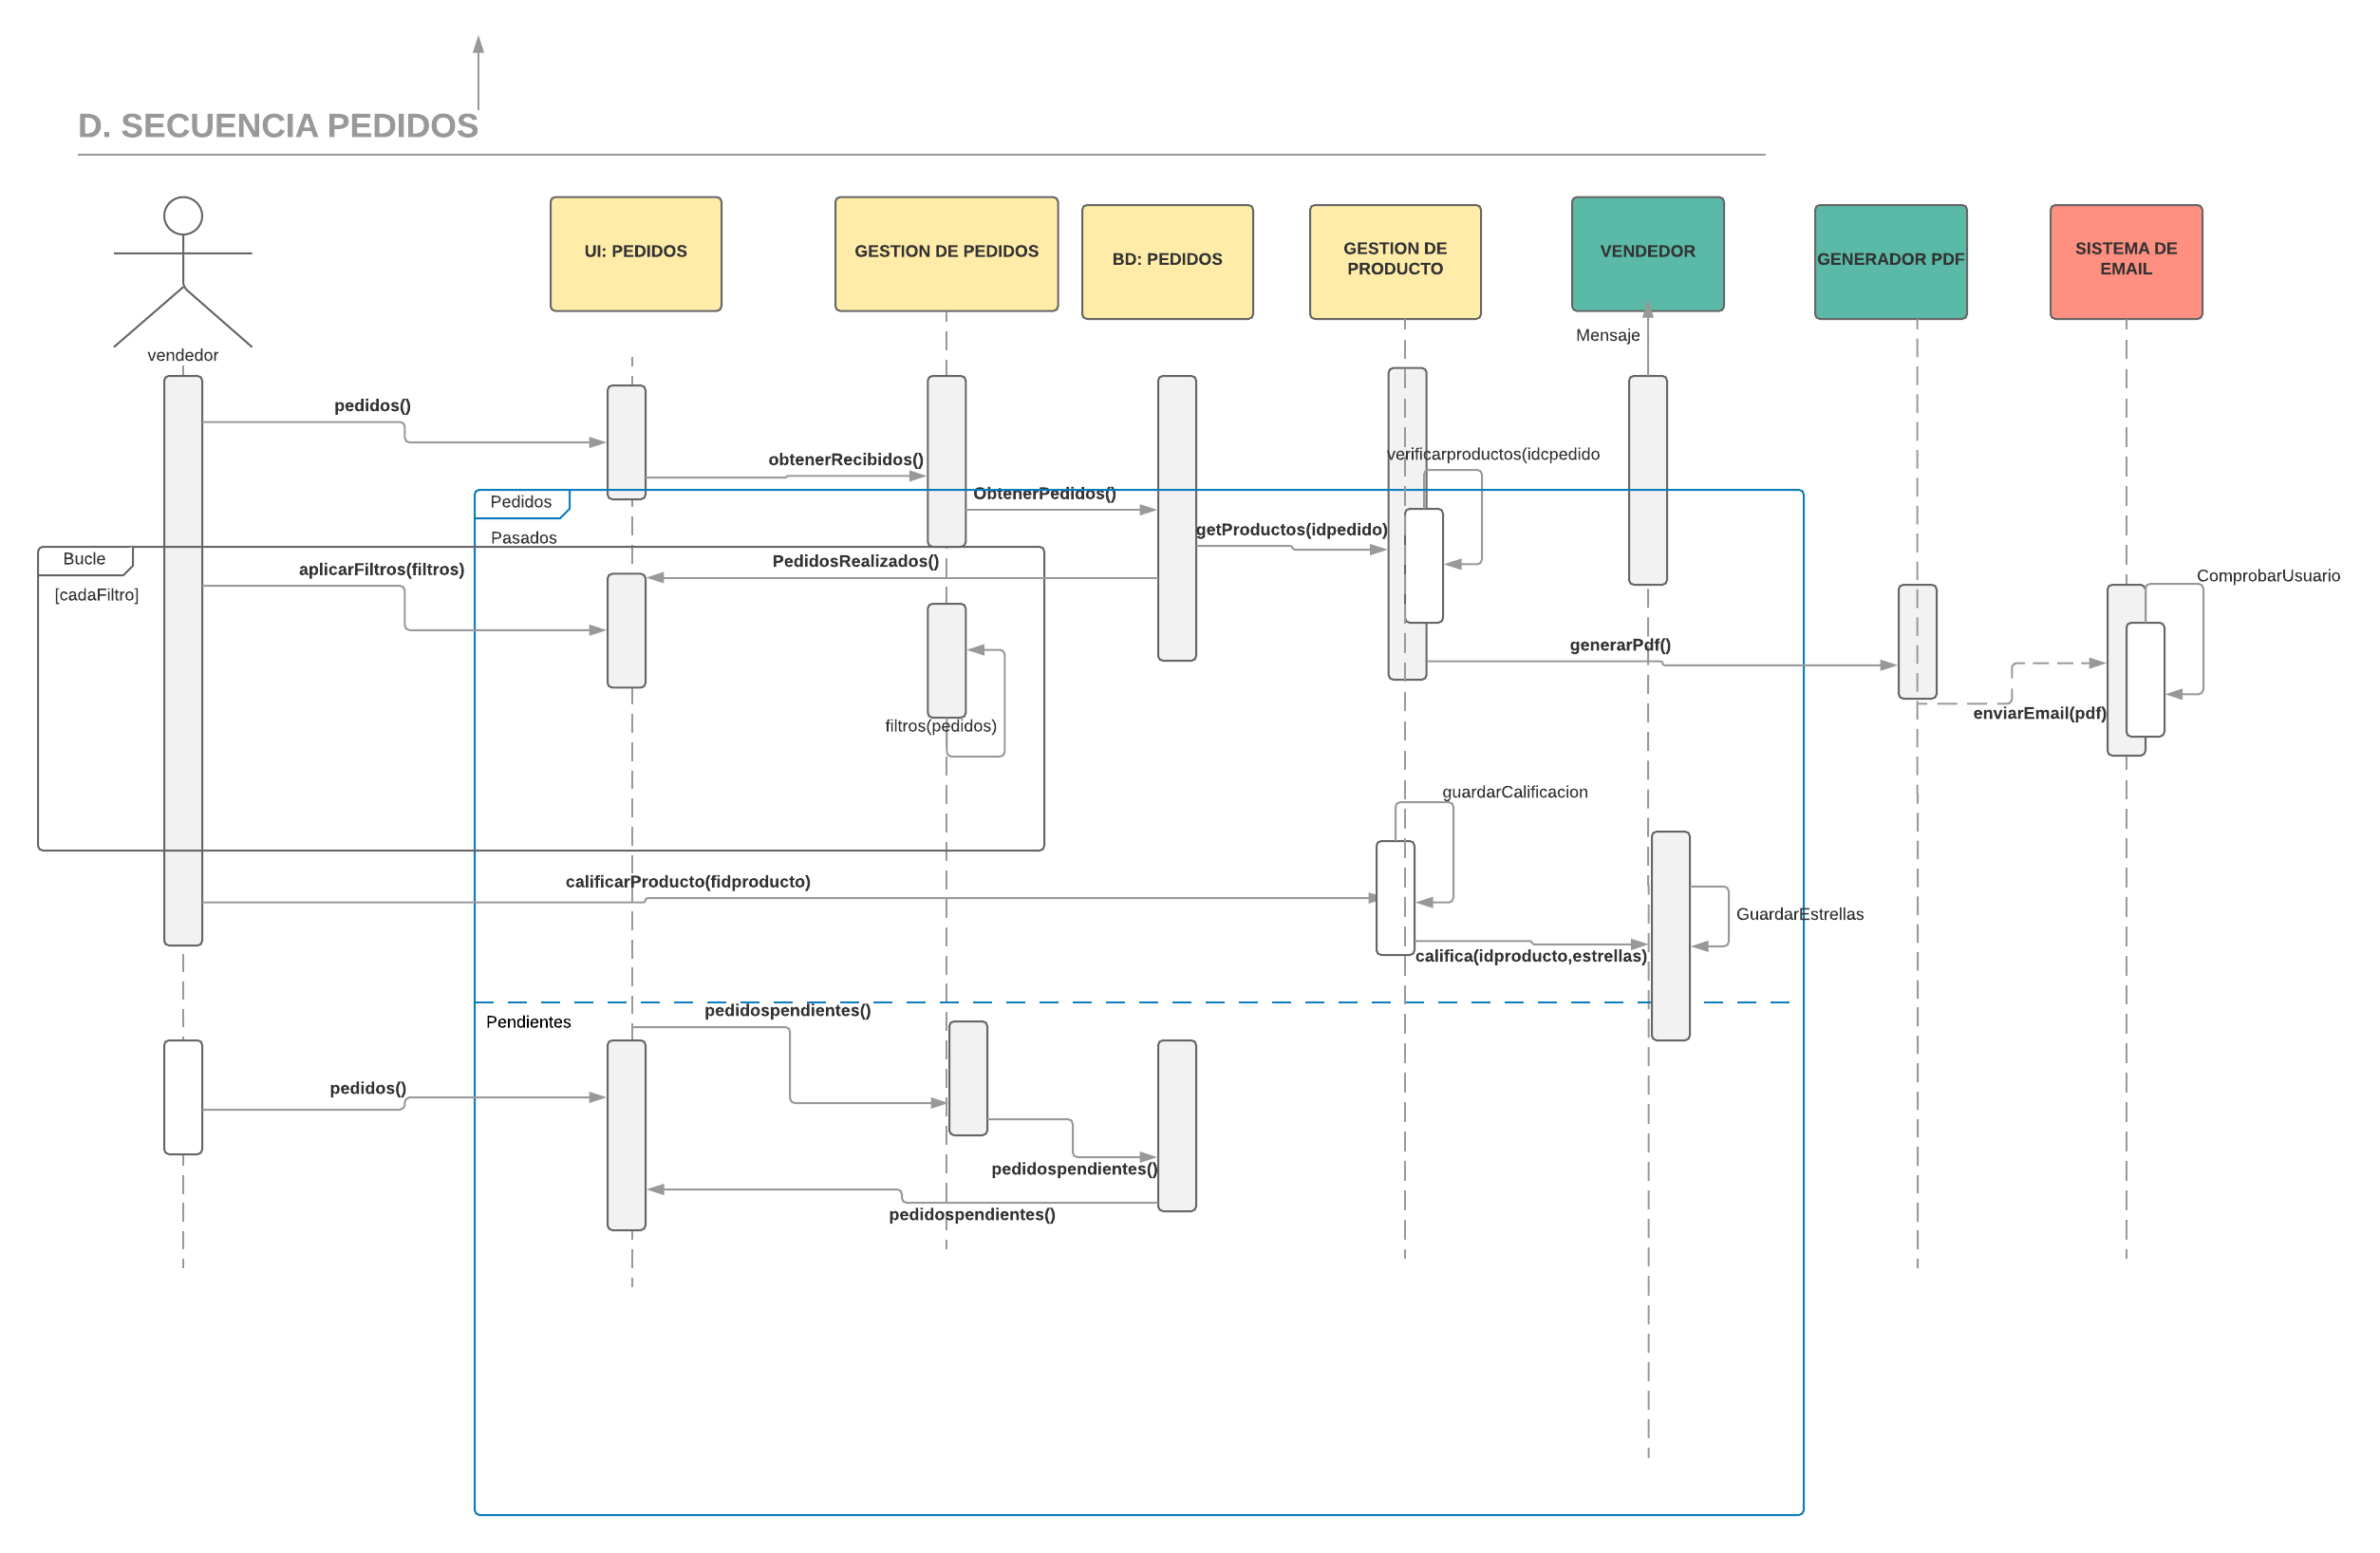 D. SECUENCIA PEDIDOS
UI: PEDIDOS
GESTION DE PEDIDOS
BD: PEDIDOS
GESTION DE
PRODUCTO
VENDEDOR
GENERADOR PDF
SISTEMA DE
EMAIL
Mensaje
vendedor
pedidos()
obtenerRecibidos()
verificarproductos(idcpedido
Pedidos
ObtenerPedidos()
getProductos(idpedido)
Pasados
Bucle
PedidosRealizados()
aplicarFiltros(filtros)
[cadaFiltro]
ComprobarUsuario
generarPdf()
enviarEmail(pdf)
filtros(pedidos)
guardarCalificacion
calificarProducto(fidproducto)
GuardarEstrellas
califica(idproducto,estrellas)
pedidospendientes()
Pendientes
pedidos()
pedidospendientes()
pedidospendientes()